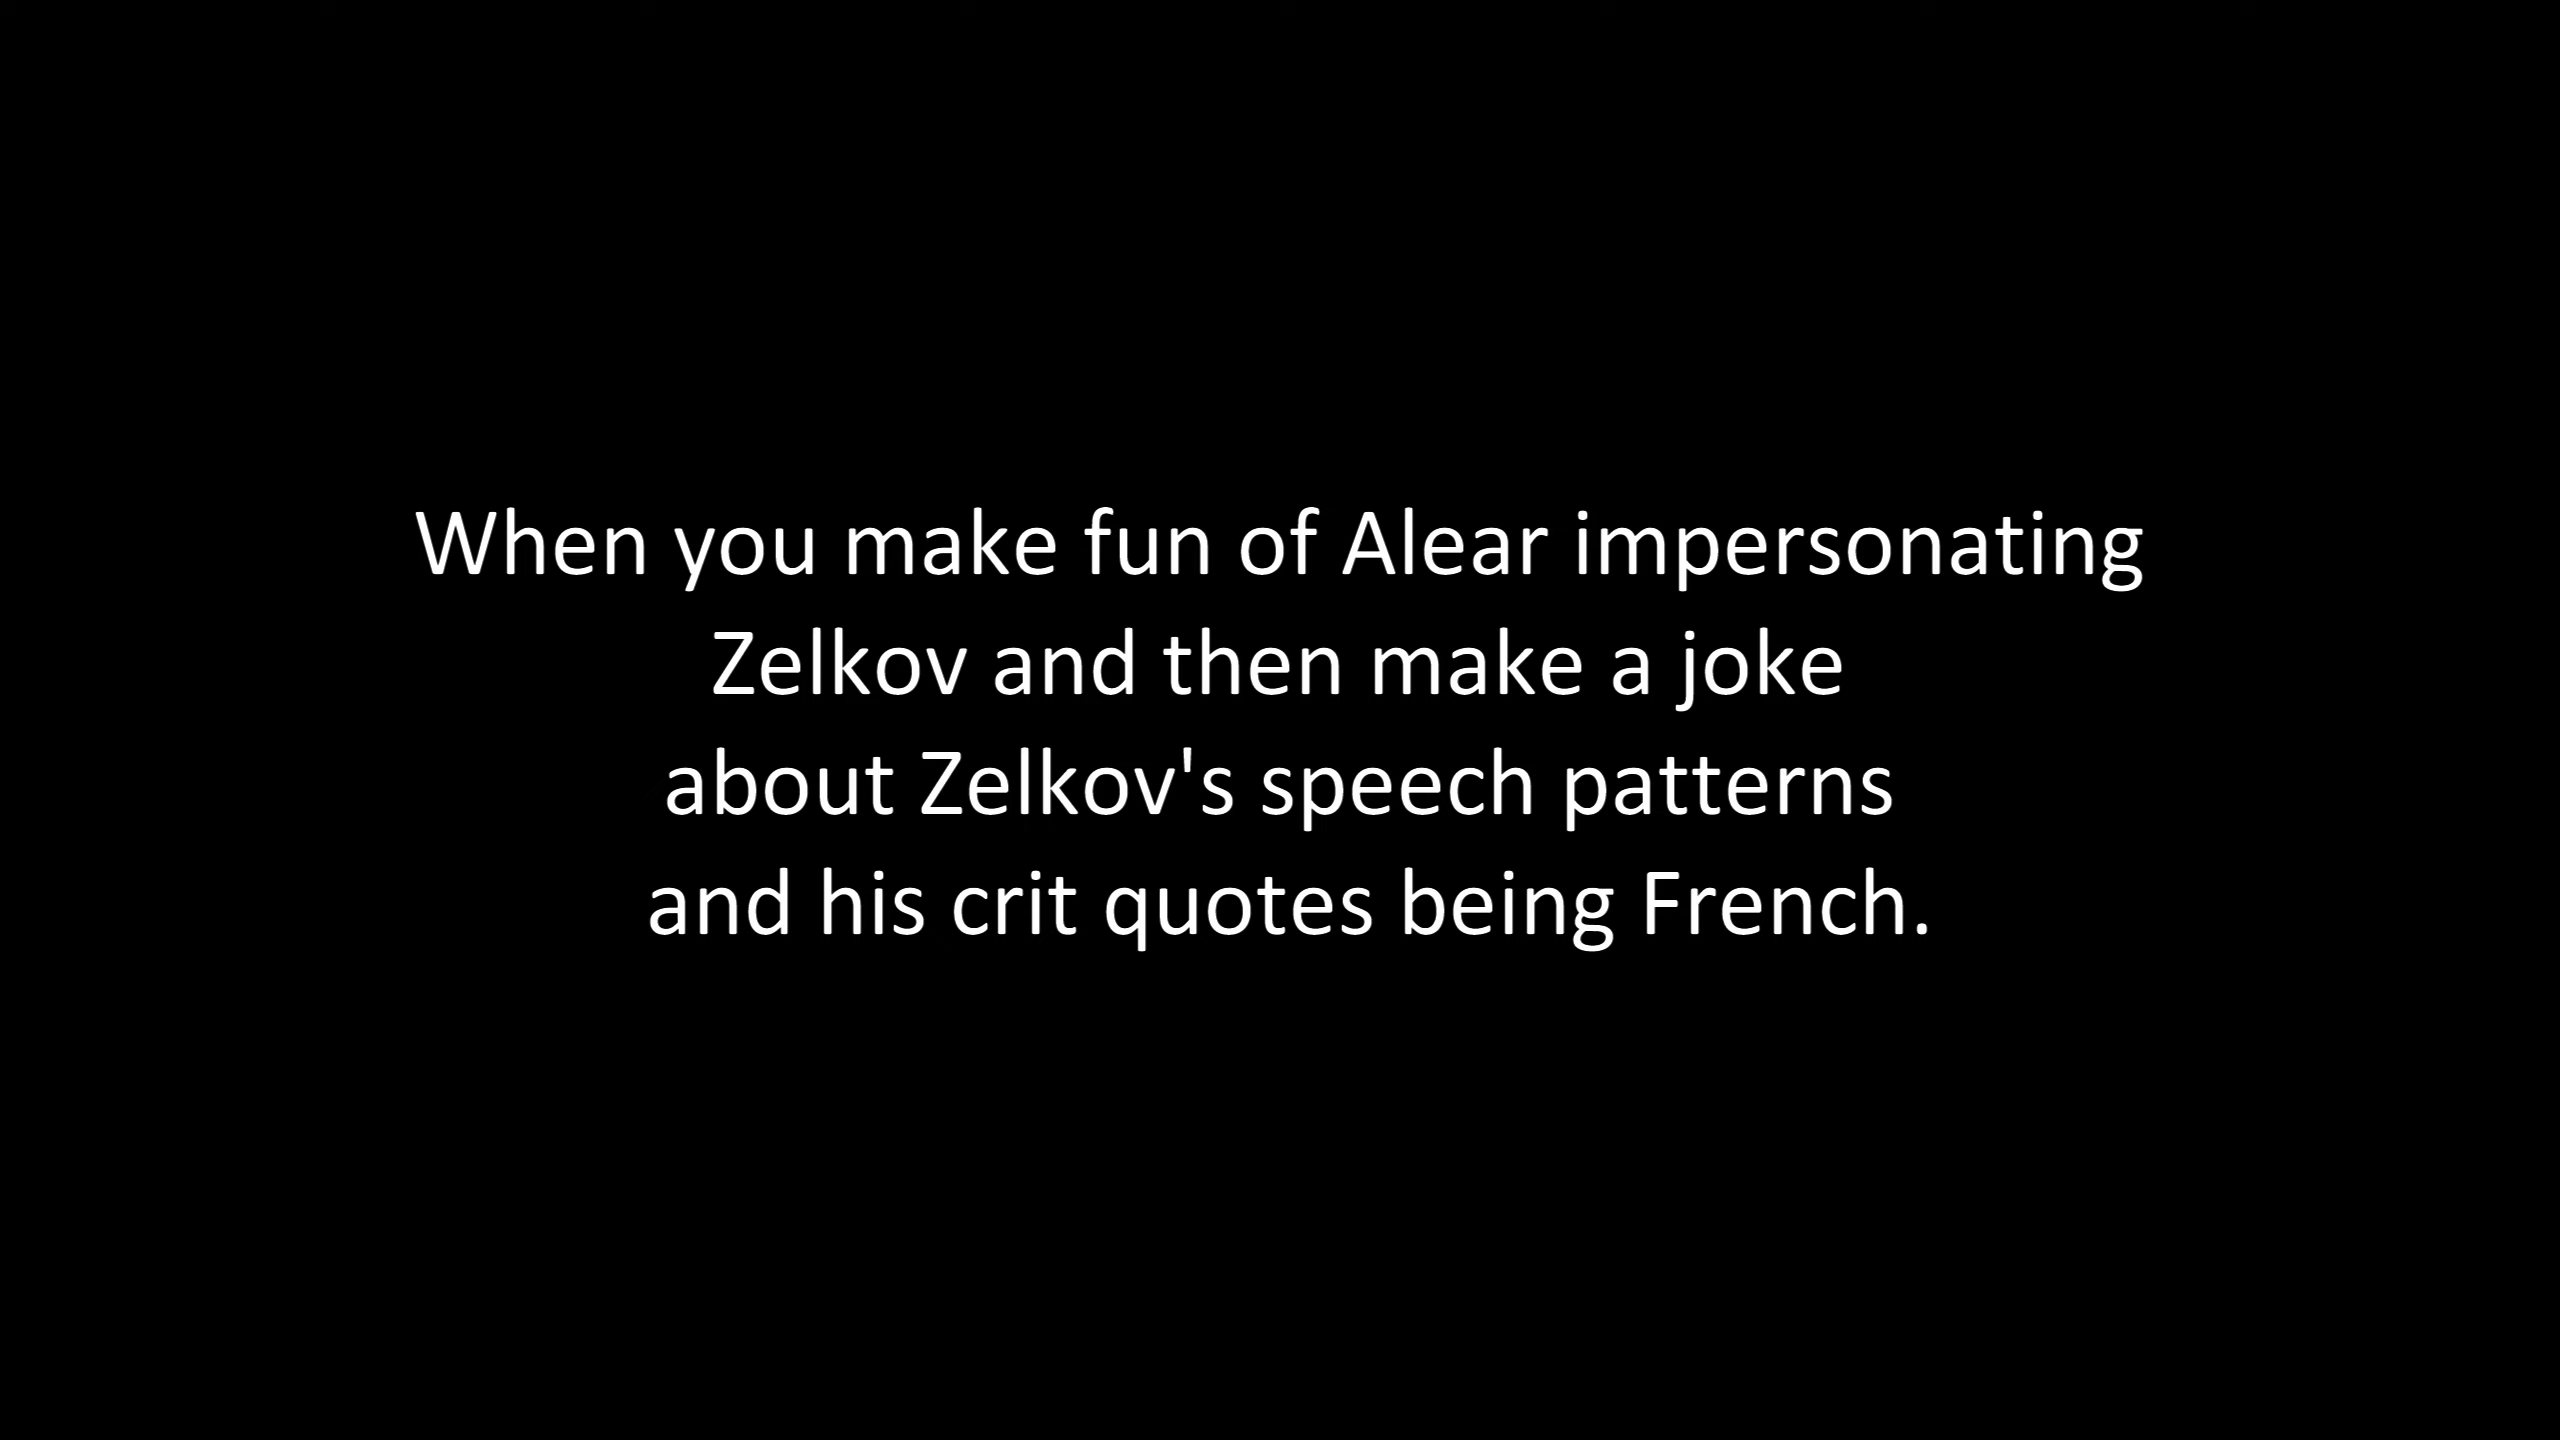 When you make fun of Alear impersonating
Zelkov and then make a joke
about Zelkov's speech patterns
and his crit quotes being French.